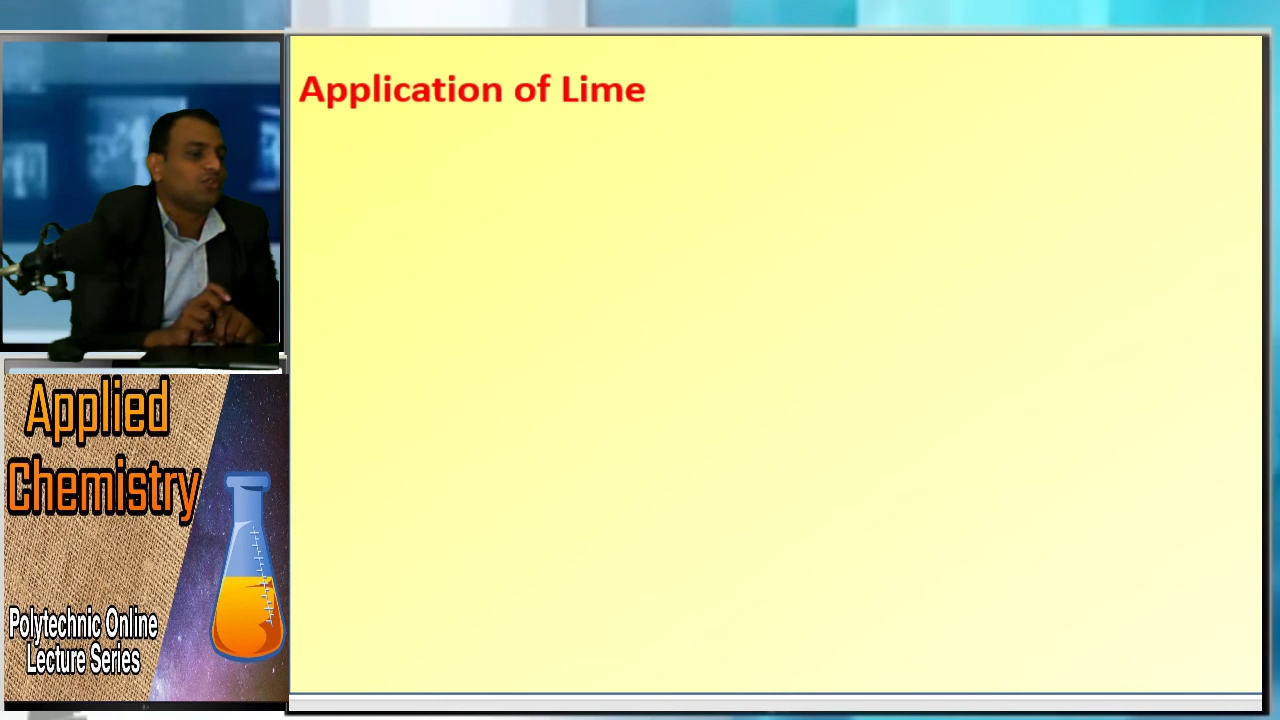 Application of Lime
Applied
Chemistry
Polytechnic Online
Lecture Series